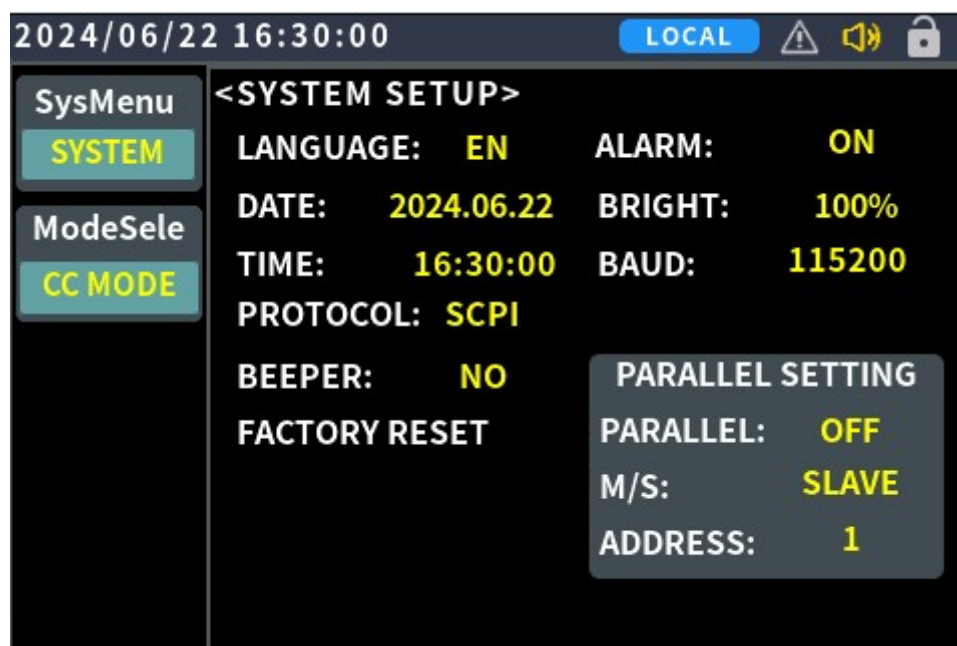 2024/06/22 16:30:00 LOCAL
SysMenu
SYSTEM
ModeSele
CC MODE
<SYSTEM SETUP>
LANGUAGE: EN
DATE: 2024.06.22
TIME: 16:30:00
PROTOCOL: SCPI
BEEPER: NO
FACTORY RESET
ALARM: ON
BRIGHT: 100%
BAUD: 115200
PARALLEL SETTING
PARALLEL: OFF
M/S: SLAVE
ADDRESS: 1